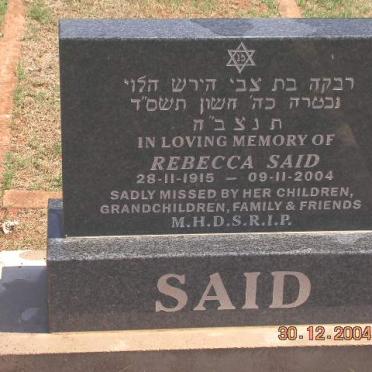 רבקה בת צבי הירש הלוי
נפטרה כה' חשון תשס"ד
ת נ צ ב" ה
IN LOVING MEMORY OF
REBECCA SAID
28-11-1915 – 09-11-2004
SADLY MISSED BY HER CHILDREN,
GRANDCHILDREN, FAMILY & FRIENDS
M.H.D.S.R.I.P.
SAID
30.12.2004